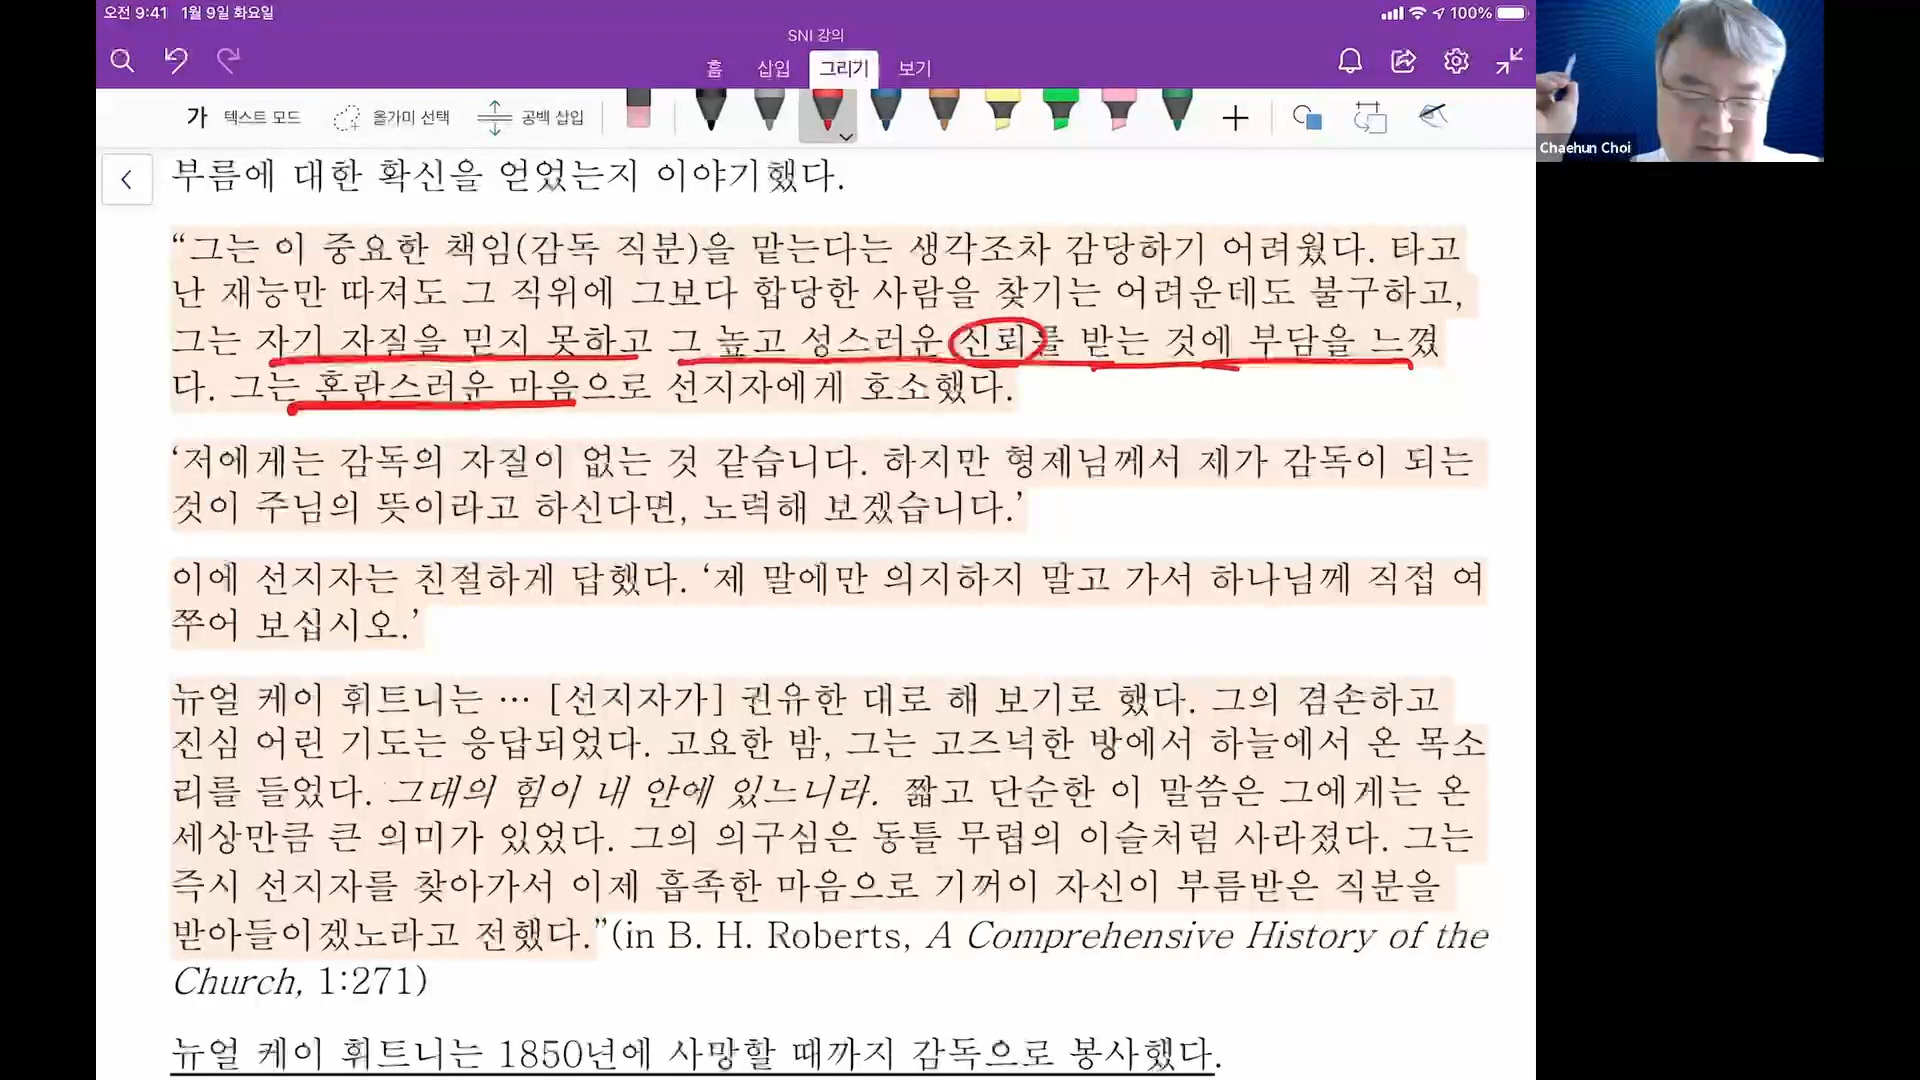 오전 9:41 1월 9일 화요일
100%
SNI 강의
홈 삽입 그리기 보기
가 텍스트 모드 올가미 선택 공백 삽입
Chaehun Choi
부름에 대한 확신을 얻었는지 이야기했다.
“그는 이 중요한 책임(감독 직분)을 맡는다는 생각조차 감당하기 어려웠다. 타고
난 재능만 따져도 그 직위에 그보다 합당한 사람을 찾기는 어려운데도 불구하고,
그는 자기 자질을 믿지 못하고 그 높고 성스러운 신뢰를 받는 것에 부담을 느꼈
다. 그는 혼란스러운 마음으로 선지자에게 호소했다.
‘저에게는 감독의 자질이 없는 것 같습니다. 하지만 형제님께서 제가 감독이 되는
것이 주님의 뜻이라고 하신다면, 노력해 보겠습니다.’
이에 선지자는 친절하게 답했다. ‘제 말에만 의지하지 말고 가서 하나님께 직접 여
쭈어 보십시오.’
뉴얼 케이 휘트니는 … [선지자가] 권유한 대로 해 보기로 했다. 그의 겸손하고
진심 어린 기도는 응답되었다. 고요한 밤, 그는 고즈넉한 방에서 하늘에서 온 목소
리를 들었다. 그대의 힘이 내 안에 있느니라. 짧고 단순한 이 말씀은 그에게는 온
세상만큼 큰 의미가 있었다. 그의 의구심은 동틀 무렵의 이슬처럼 사라졌다. 그는
즉시 선지자를 찾아가서 이제 흡족한 마음으로 기꺼이 자신이 부름받은 직분을
받아들이겠노라고 전했다.”(in B. H. Roberts, A Comprehensive History of the
Church, 1:271)
뉴얼 케이 휘트니는 1850년에 사망할 때까지 감독으로 봉사했다.